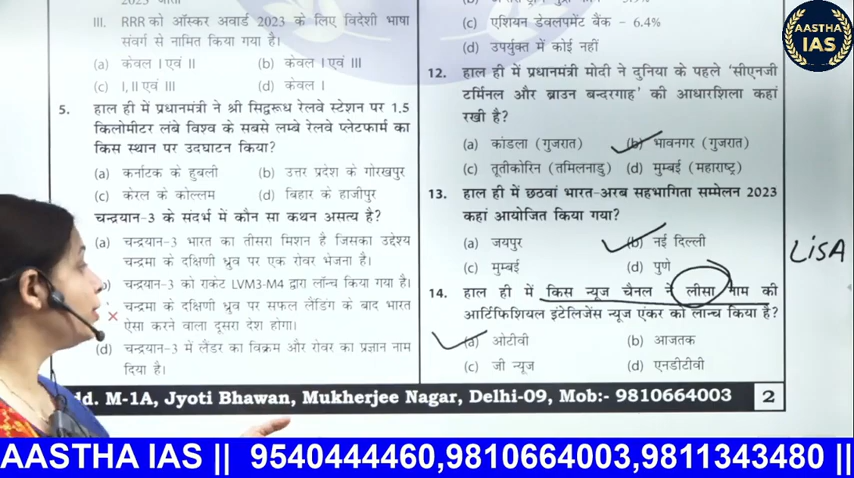 III. RRR को ऑस्कर अवार्ड 2023 के लिए विदेशी भाषा
संवर्ग से नामित किया गया है।
(a) केवल I एवं II (b) केवल I एवं III
(c) I, II एवं III (d) केवल I
5. हाल ही में प्रधानमंत्री ने श्री सिद्वरूध रेलवे स्टेशन पर 1.5
किलोमीटर लंबे विश्व के सबसे लम्बे रेलवे प्लेटफार्म का
किस स्थान पर उदघाटन किया?
(a) कर्नाटक के हुबली (b) उत्तर प्रदेश के गोरखपुर
(c) केरल के कोल्लम (d) बिहार के हाजीपुर
चन्द्रयान-3 के संदर्भ में कौन सा कथन असत्य है?
(a) चन्द्रयान-3 भारत का तीसरा मिशन है जिसका उद्देश्य
चन्द्रमा के दक्षिणी ध्रुव पर एक रोवर भेजना है।
चन्द्रयान-3 को राकेट LVM3-M4 द्वारा लॉन्च किया गया है।
चन्द्रमा के दक्षिणी ध्रुव पर सफल लैंडिंग के बाद भारत
ऐसा करने वाला दूसरा देश होगा।
(d) चन्द्रयान-3 में लैंडर का विक्रम और रोवर का प्रज्ञान नाम
दिया है।
(c) एशियन डेवलपमेंट बैंक – 6.4%
(d) उपर्युक्त में कोई नहीं
12. हाल ही में प्रधानमंत्री मोदी ने दुनिया के पहले 'सीएनजी
टर्मिनल और ब्राउन बन्दरगाह' की आधारशिला कहां
रखी है?
(a) कांडला (गुजरात) (b) भावनगर (गुजरात)
(c) तूतीकोरिन (तमिलनाडु) (d) मुम्बई (महाराष्ट्र)
13. हाल ही में छठवां भारत-अरब सहभागिता सम्मेलन 2023
कहां आयोजित किया गया?
(a) जयपुर (b) नई दिल्ली
(c) मुम्बई (d) पुणे
14. हाल ही में किस न्यूज चैनल ने लीसा नाम की
आर्टिफिशियल इंटेलिजेंस न्यूज एंकर को लान्च किया है?
(a) ओटीवी (b) आजतक
(c) जी न्यूज (d) एनडीटीवी
LISA
dd. M-1A, Jyoti Bhawan, Mukherjee Nagar, Delhi-09, Mob:- 9810664003 2
AASTHA
IAS
AASTHA IAS || 9540444460,9810664003,9811343480 ||